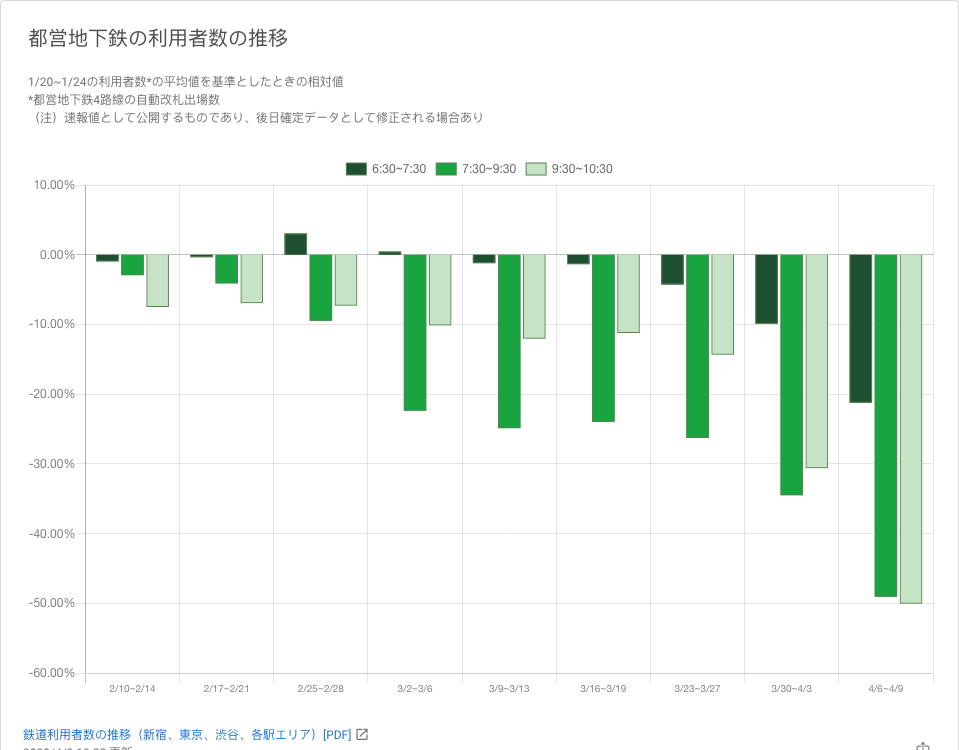 都営地下鉄の利用者数の推移
1/20~1/24の利用者数*の平均値を基準としたときの相対値
*都営地下鉄4路線の自動改札出場数
（注）速報値として公開するものであり、後日確定データとして修正される場合あり
6:30~7:30 7:30~9:30 9:30~10:30
10.00%
0.00%
-10.00%
-20.00%
-30.00%
-40.00%
-50.00%
-60.00%
2/10~2/14 2/17~2/21 2/25~2/28 3/2~3/6 3/9~3/13 3/16~3/19 3/23~3/27 3/30~4/3 4/6~4/9
鉄道利用者数の推移（新宿、東京、渋谷、各駅エリア）[PDF]